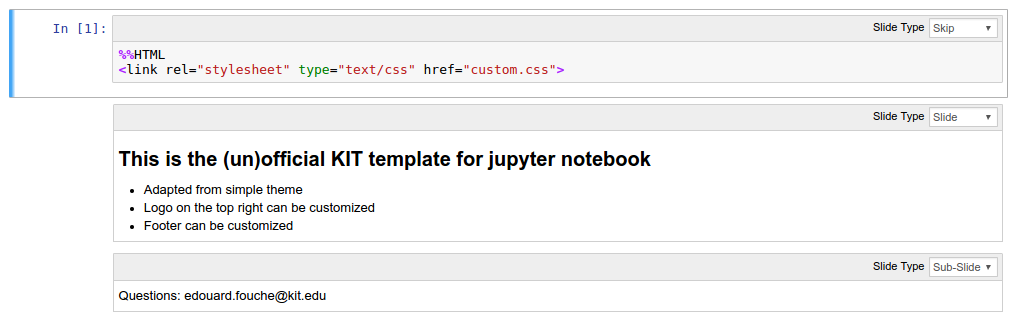 In [1]:
Slide Type Skip
%%HTML
<link rel="stylesheet" type="text/css" href="custom.css">
Slide Type Slide
This is the (un)official KIT template for jupyter notebook
Adapted from simple theme
Logo on the top right can be customized
Footer can be customized
Slide Type Sub-Slide
Questions: edouard.fouche@kit.edu